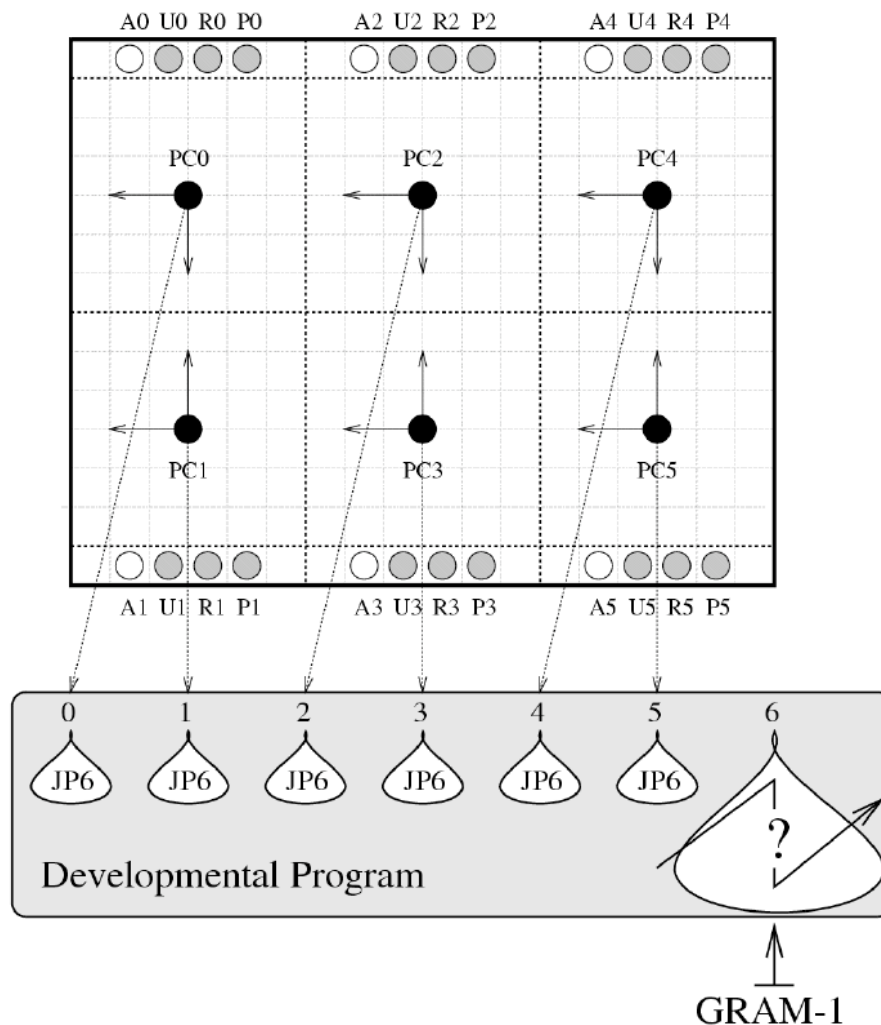 A0 U0 R0 P0 A2 U2 R2 P2 A4 U4 R4 P4
PC0 PC2 PC4
PC1 PC3 PC5
A1 U1 R1 P1 A3 U3 R3 P3 A5 U5 R5 P5
0 1 2 3 4 5 6
JP6 JP6 JP6 JP6 JP6 JP6
?
Developmental Program
GRAM-1